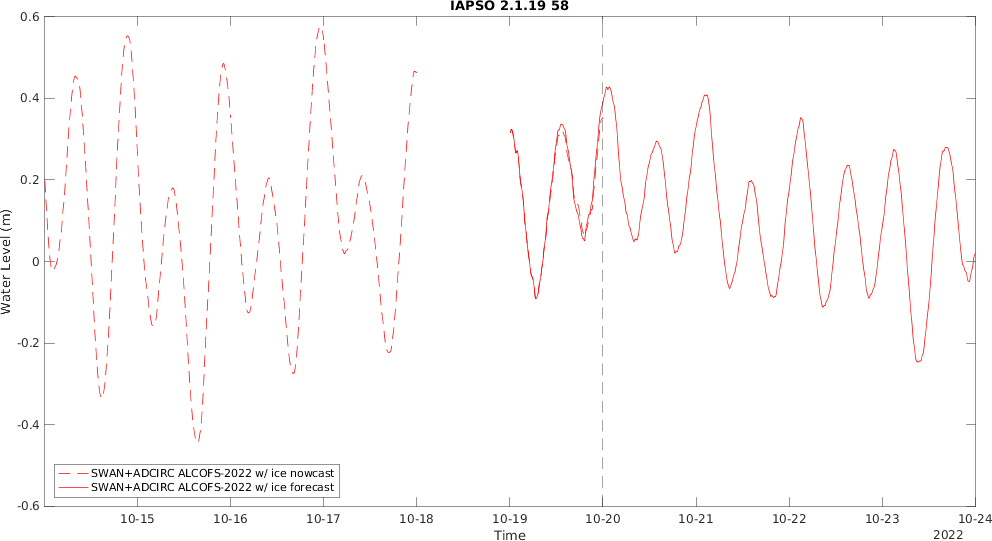 IAPSO 2.1.19 58
0.6
0.4
0.2
0
-0.2
-0.4
-0.6
Water Level (m)
SWAN+ADCIRC ALCOFS-2022 w/ ice nowcast
SWAN+ADCIRC ALCOFS-2022 w/ ice forecast
10-15 10-16 10-17 10-18 10-19 10-20 10-21 10-22 10-23 10-24
Time
2022